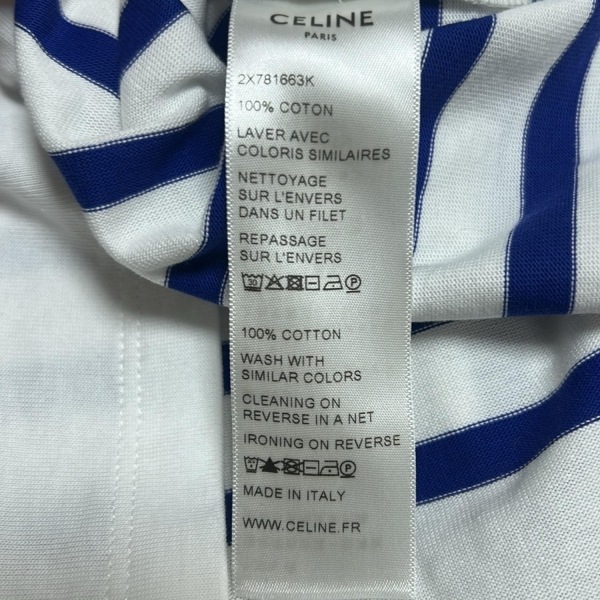 CELINE
PARIS
2X781663K
100% COTON
LAVER AVEC
COLORIS SIMILAIRES
NETTOYAGE
SUR L'ENVERS
DANS UN FILET
REPASSAGE
SUR L'ENVERS
100% COTTON
WASH WITH
SIMILAR COLORS
CLEANING ON
REVERSE IN A NET
IRONING ON REVERSE
MADE IN ITALY
WWW.CELINE.FR